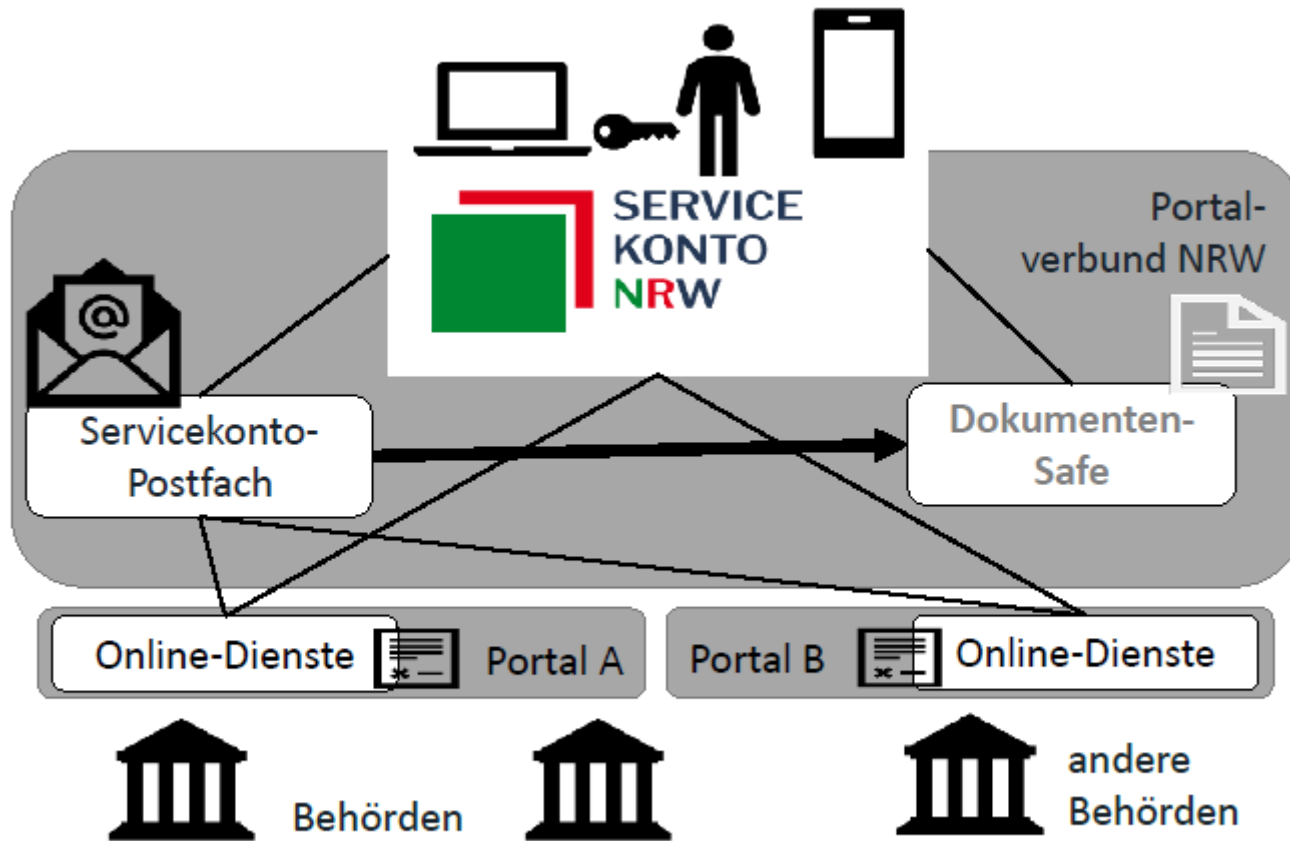 SERVICE
KONTO
NRW
Portal-
verbund NRW
@
Servicekonto-
Postfach
Dokumenten-
Safe
Online-Dienste
Portal A
Portal B
Online-Dienste
Behörden
andere
Behörden